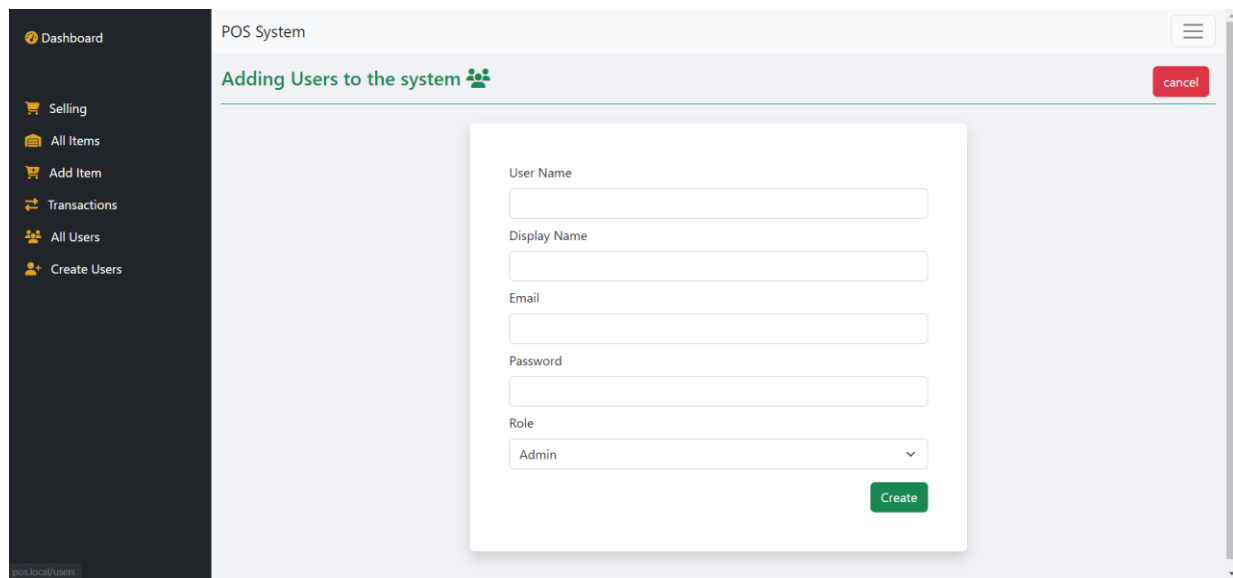 Dashboard
Selling
All Items
Add Item
Transactions
All Users
Create Users
POS System
Adding Users to the system
cancel
User Name
Display Name
Email
Password
Role
Admin
Create
pos.local/users